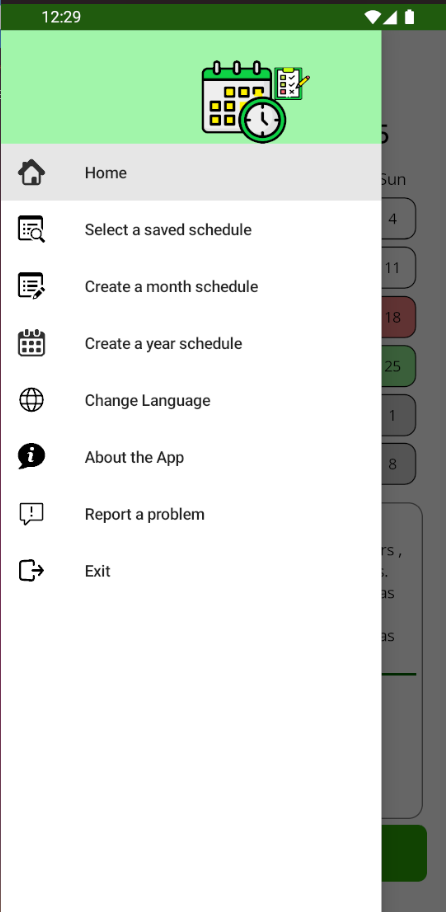 12:29
5
Home
Sun
Select a saved schedule
4
11
Create a month schedule
18
Create a year schedule
25
Change Language
1
About the App
8
Report a problem
rs ,
s.
Exit
as
as